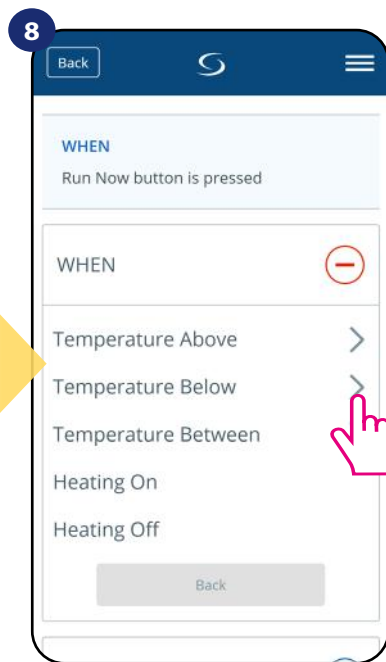 8
Back
WHEN
Run Now button is pressed
WHEN
Temperature Above
Temperature Below
Temperature Between
Heating On
Heating Off
Back